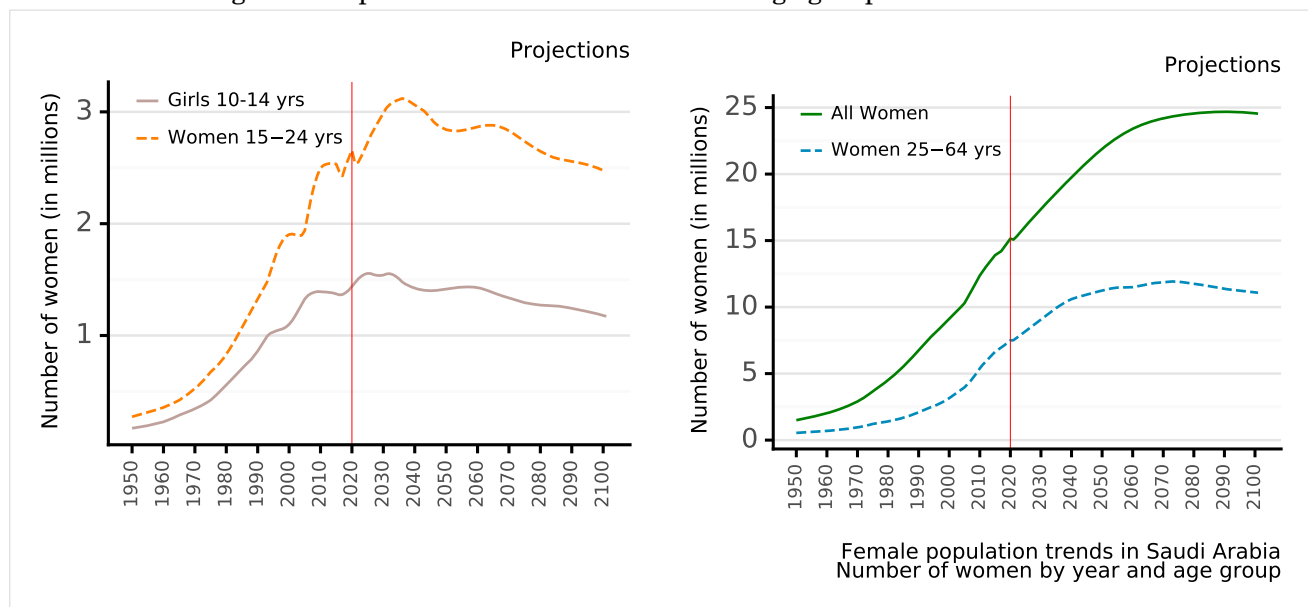 Projections
Girls 10-14 yrs
Women 15−24 yrs
Number of women (in millions)
3
2
1
1950 1960 1970 1980 1990 2000 2010 2020 2030 2040 2050 2060 2070 2080 2090 2100
Projections
All Women
Women 25−64 yrs
Number of women (in millions)
25
20
15
10
5
0
1950 1960 1970 1980 1990 2000 2010 2020 2030 2040 2050 2060 2070 2080 2090 2100
Female population trends in Saudi Arabia
Number of women by year and age group